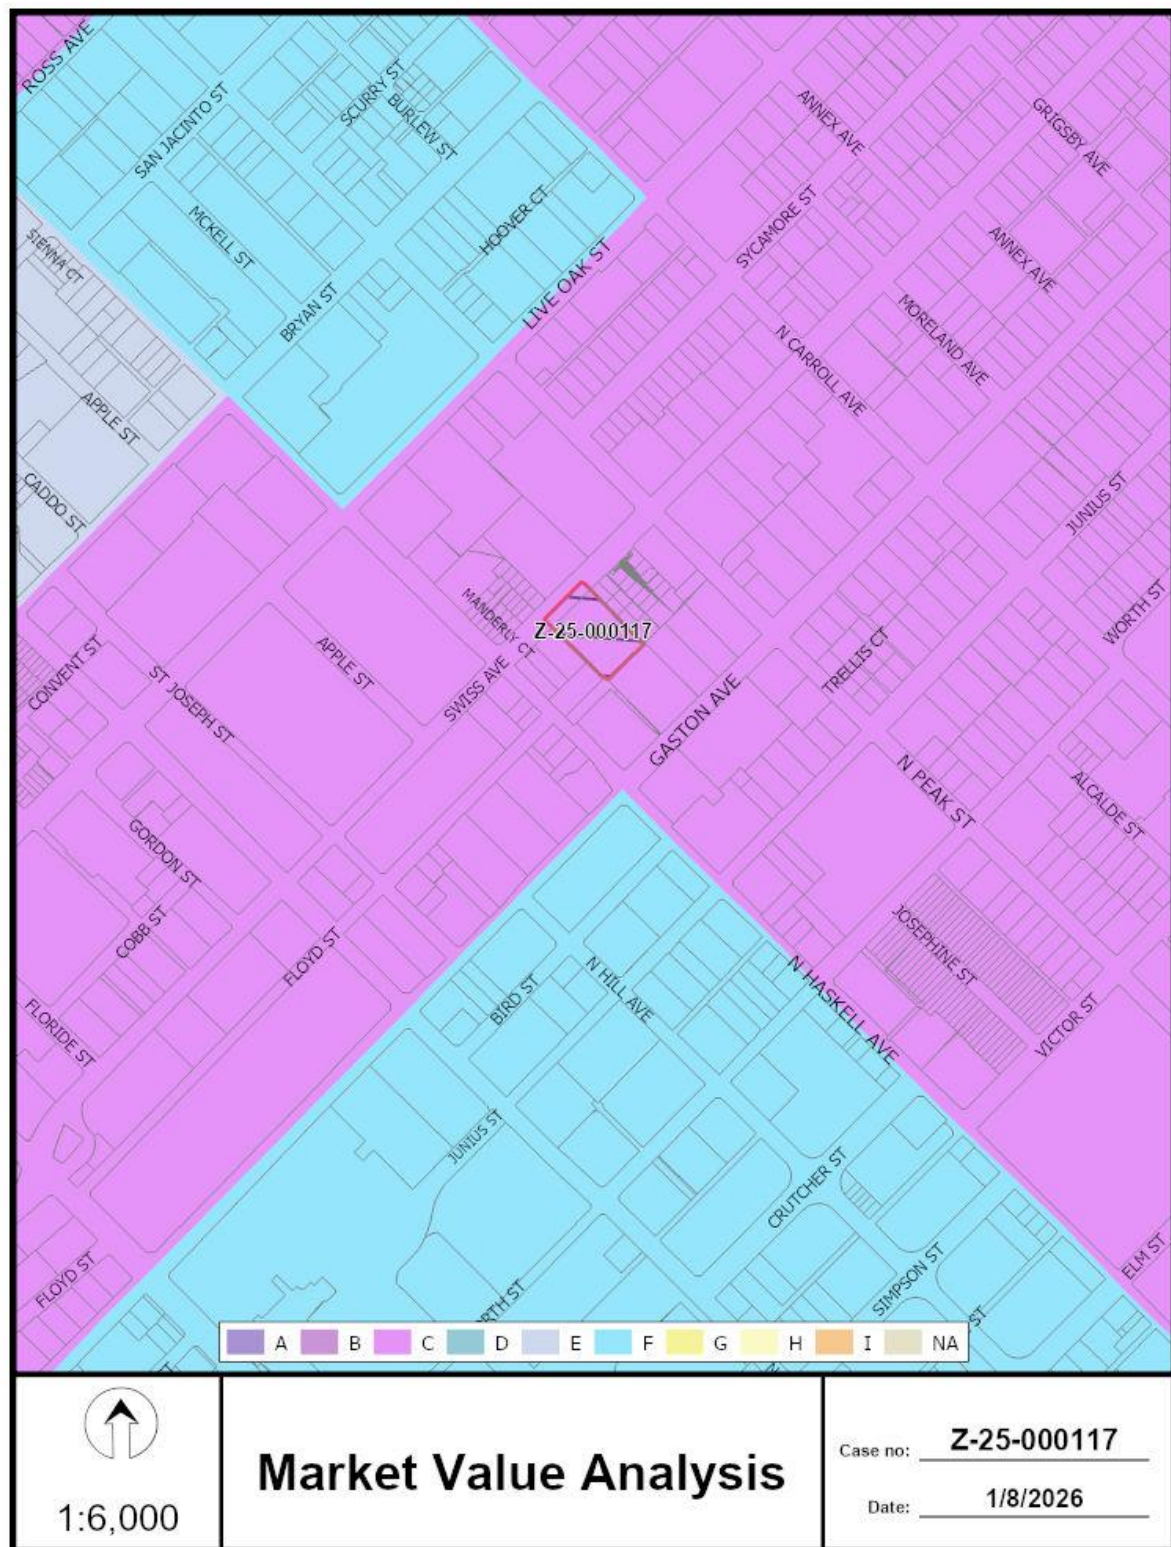 ROSS AVE
SCURRY ST
BURLEW ST
SAN JACINTO ST
ANNEX AVE
GRIGSBY AVE
MCKELL ST
HOOVER CT
SYCAMORE ST
SIENNA CT
BRYAN ST
LIVE OAK ST
ANNEX AVE
MORELAND AVE
N CARROLL AVE
APPLE ST
CADDO ST
JUNIUS ST
MANDERLY CT
Z-25-000117
WORTH ST
CONVENT ST
ST JOSEPH ST
APPLE ST
SWISS AVE
TRELLIS CT
GASTON AVE
N PEAK ST
ALCALDE ST
GORDON ST
COBB ST
FLOYD ST
JOSEPHINE ST
BIRD ST
N HILL AVE
N HASKELL AVE
VICTOR ST
FLORIDE ST
JUNIUS ST
CRUTCHER ST
FLOYD ST
SIMPSON ST
ELM ST
RTH ST
ST
A B C D E F G H I NA
1:6,000
Market Value Analysis
Case no: Z-25-000117
Date: 1/8/2026